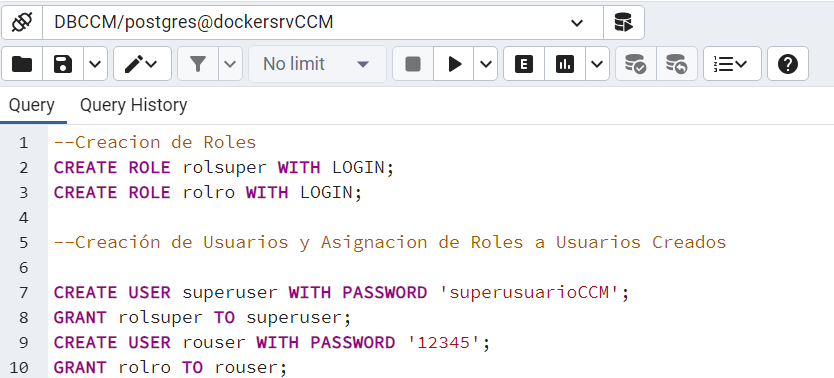 DBCCM/postgres@dockersrvCCM
No limit
E
Query Query History
1 --Creacion de Roles
2 CREATE ROLE rolsuper WITH LOGIN;
3 CREATE ROLE rolro WITH LOGIN;
4
5 --Creación de Usuarios y Asignacion de Roles a Usuarios Creados
6
7 CREATE USER superuser WITH PASSWORD 'superusuarioCCM';
8 GRANT rolsuper TO superuser;
9 CREATE USER rouser WITH PASSWORD '12345';
10 GRANT rolro TO rouser;